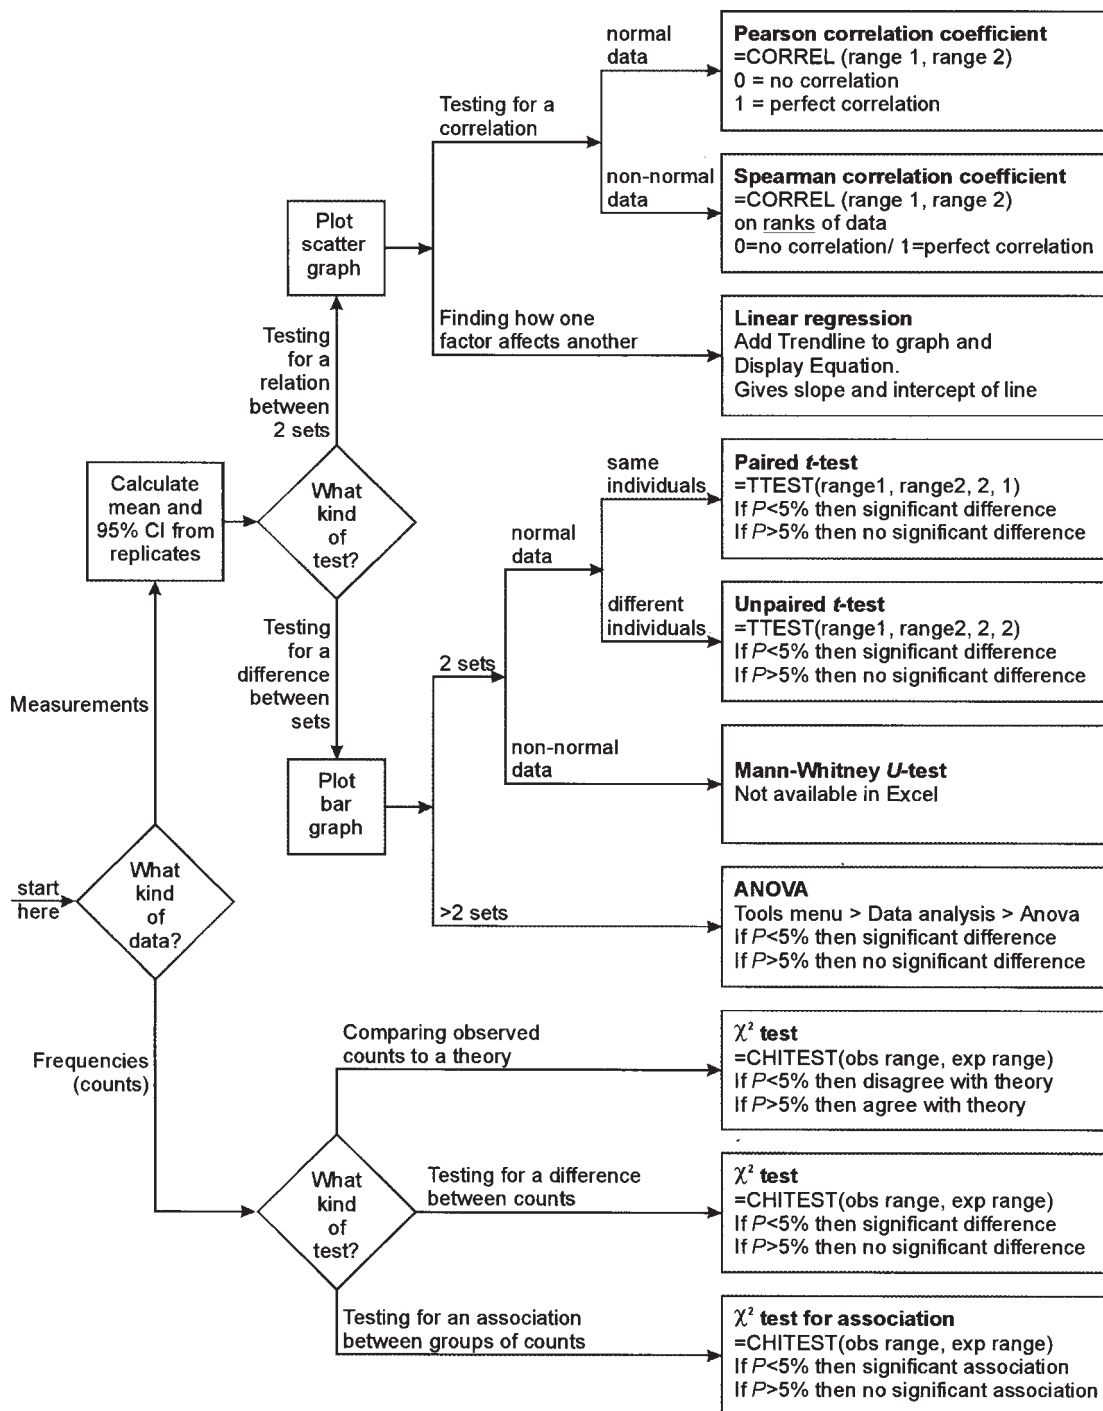 normal
data
Pearson correlation coefficient
=CORREL (range 1, range 2)
0 = no correlation
1 = perfect correlation
Testing for a
correlation
non-normal
data
Spearman correlation coefficient
=CORREL (range 1, range 2)
on ranks of data
0=no correlation/ 1=perfect correlation
Plot
scatter
graph
Finding how one
factor affects another
Linear regression
Add Trendline to graph and
Display Equation.
Gives slope and intercept of line
Testing
for a
relation
between
2 sets
Calculate
mean and
95% CI from
replicates
What
kind
of
test?
same
individuals
Paired t-test
=TTEST(range1, range2, 2, 1)
If P<5% then significant difference
If P>5% then no significant difference
normal
data
different
individuals
Unpaired t-test
=TTEST(range1, range2, 2, 2)
If P<5% then significant difference
If P>5% then no significant difference
Testing
for a
difference
between
sets
2 sets
Measurements
non-normal
data
Mann-Whitney U-test
Not available in Excel
Plot
bar
graph
start
here
What
kind
of
data?
>2 sets
ANOVA
Tools menu > Data analysis > Anova
If P<5% then significant difference
If P>5% then no significant difference
Frequencies
(counts)
Comparing observed
counts to a theory
χ² test
=CHITEST(obs range, exp range)
If P<5% then disagree with theory
If P>5% then agree with theory
What
kind
of
test?
Testing for a difference
between counts
χ² test
=CHITEST(obs range, exp range)
If P<5% then significant difference
If P>5% then no significant difference
Testing for an association
between groups of counts
χ² test for association
=CHITEST(obs range, exp range)
If P<5% then significant association
If P>5% then no significant association